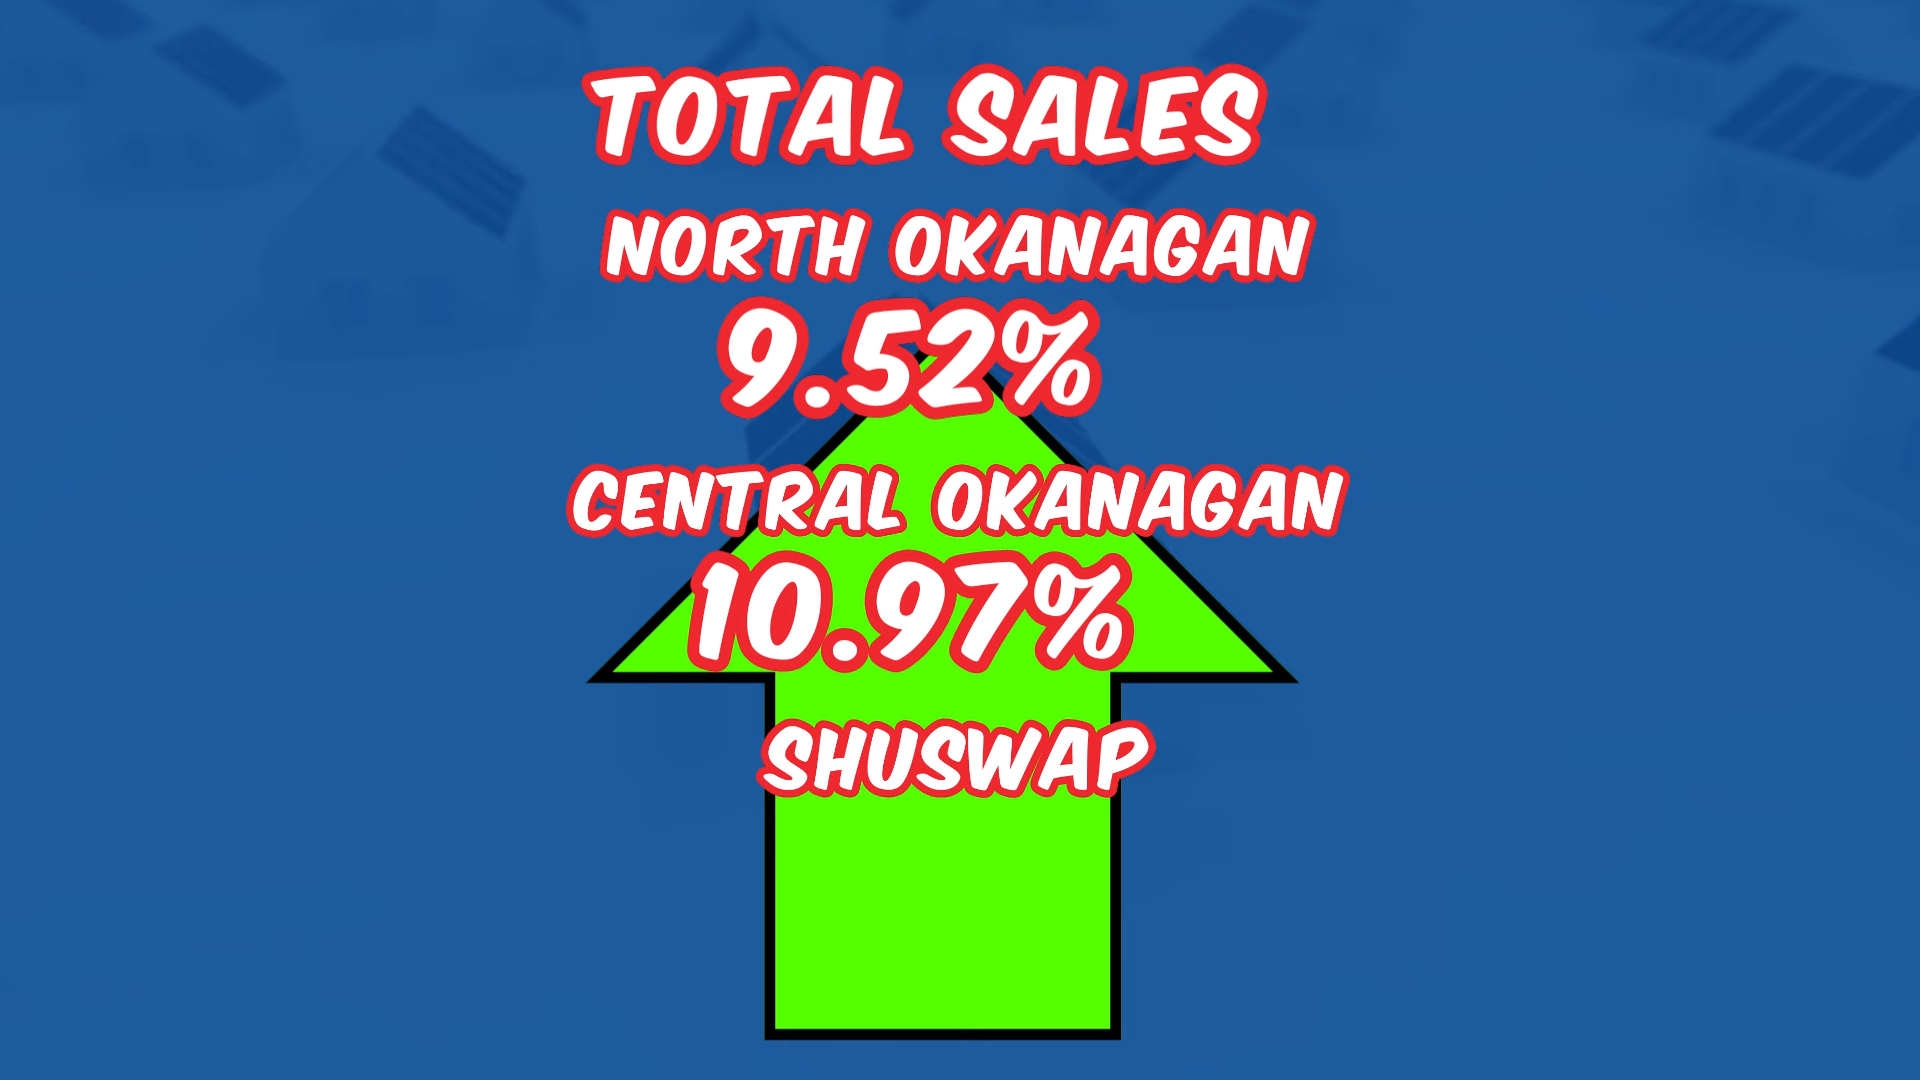 TOTAL SALES
NORTH OKANAGAN
9.52%
CENTRAL OKANAGAN
10.97%
SHUSWAP